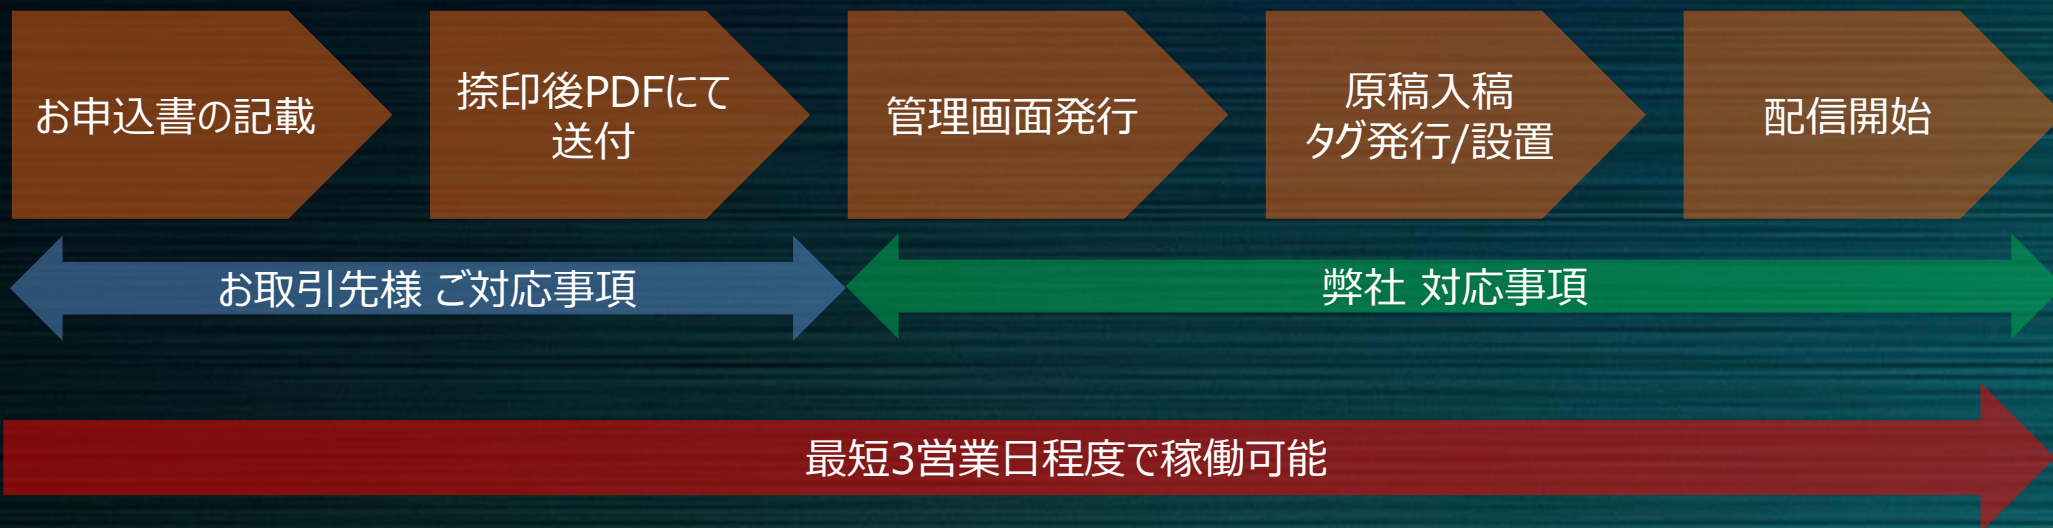 お申込書の記載
捺印後PDFにて
送付
管理画面発行
原稿入稿
タグ発行/設置
配信開始
お取引先様 ご対応事項
弊社 対応事項
最短3営業日程度で稼働可能